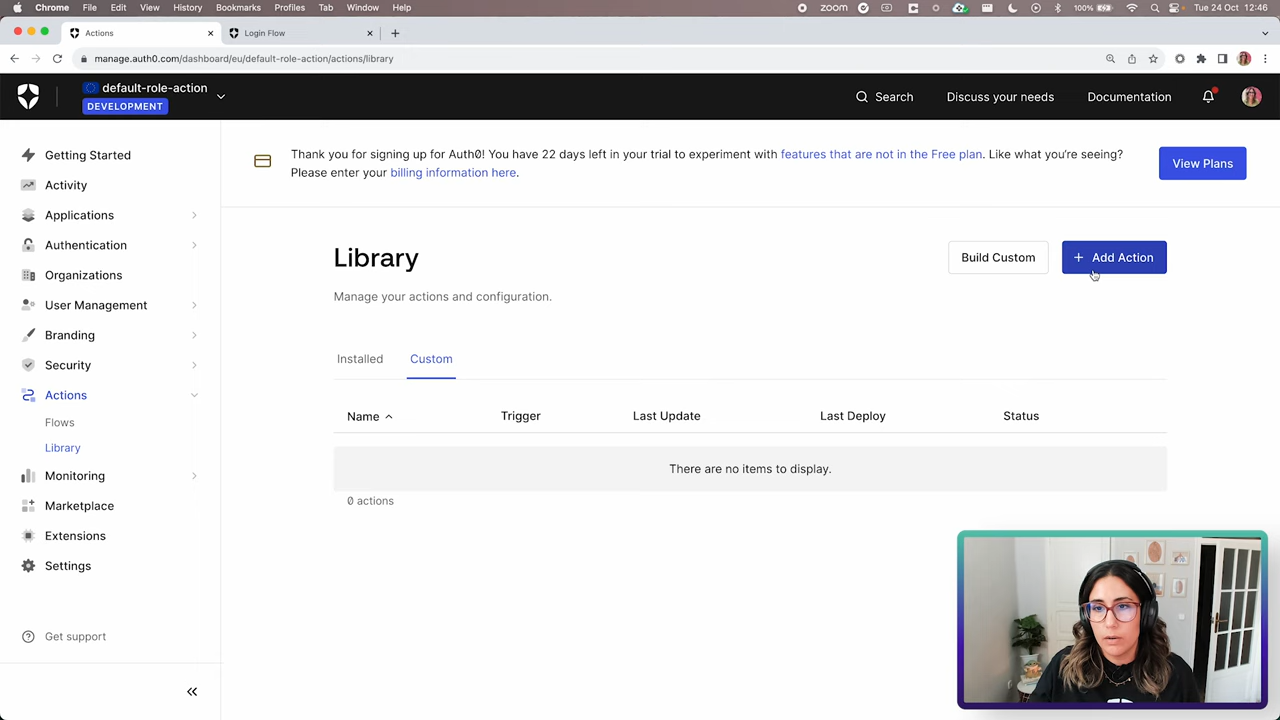 Chrome File Edit View History Bookmarks Profiles Tab Window Help zoom 100% Tue 24 Oct 12:46
Actions Login Flow
manage.auth0.com/dashboard/eu/default-role-action/actions/library
default-role-action
DEVELOPMENT
Search Discuss your needs Documentation
Getting Started
Activity
Applications
Authentication
Organizations
User Management
Branding
Security
Actions
Flows
Library
Monitoring
Marketplace
Extensions
Settings
Get support
Thank you for signing up for Auth0! You have 22 days left in your trial to experiment with features that are not in the Free plan. Like what you're seeing?
Please enter your billing information here.
View Plans
Library
Build Custom
+ Add Action
Manage your actions and configuration.
Installed Custom
Name Trigger Last Update Last Deploy Status
There are no items to display.
0 actions